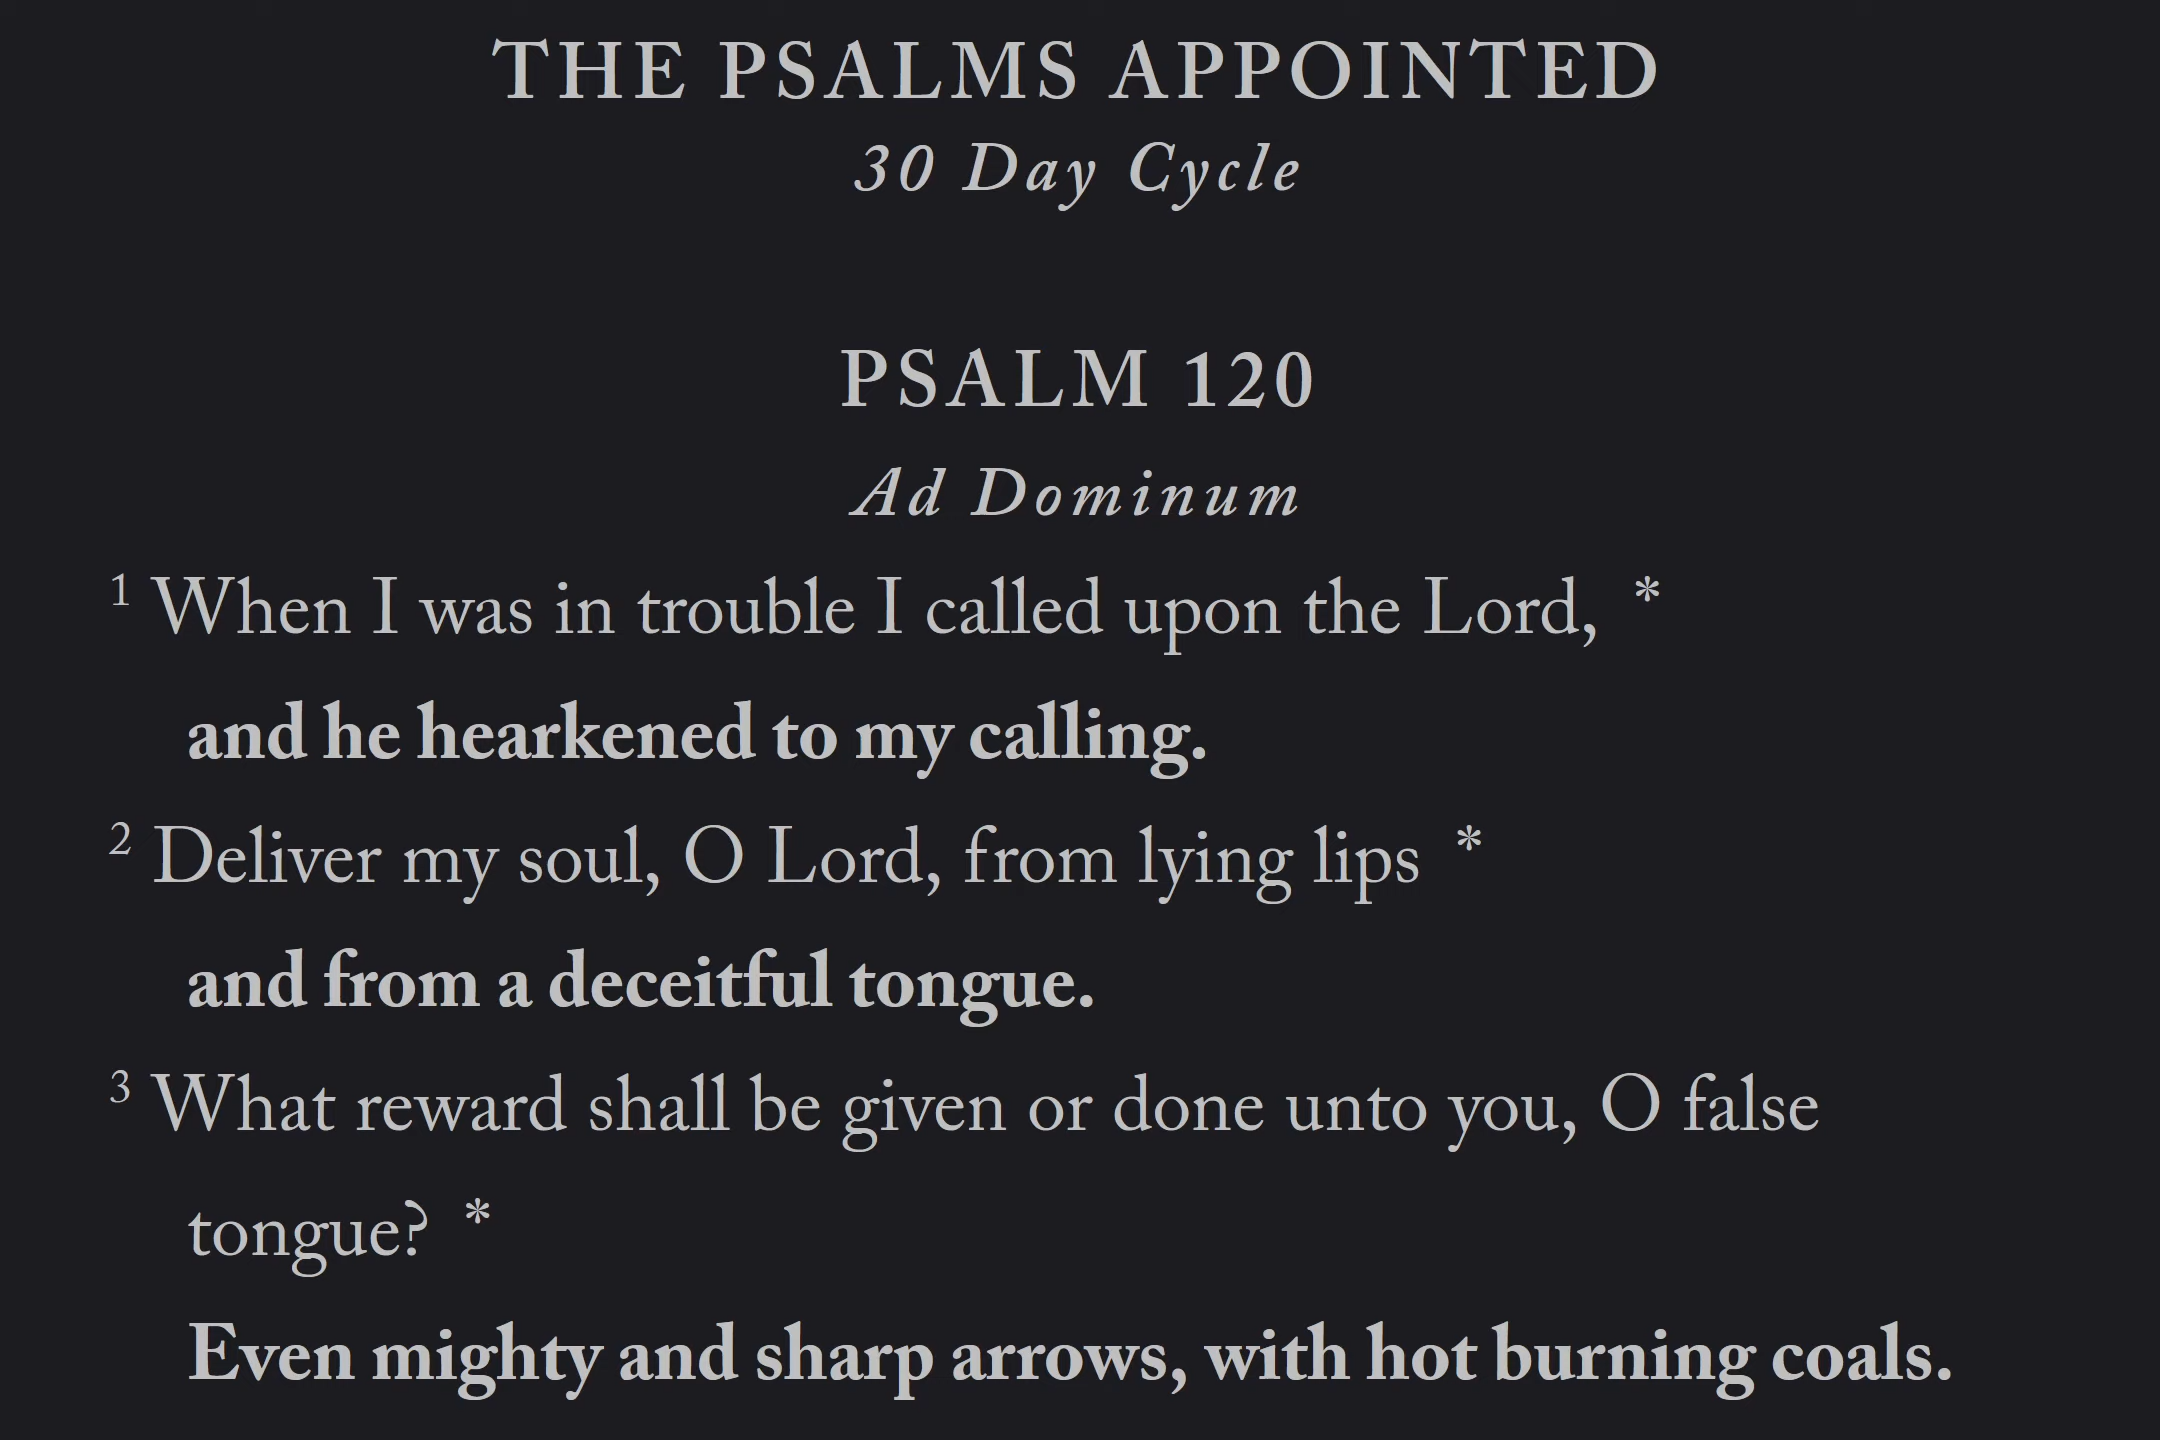 THE PSALMS APPOINTED
30 Day Cycle
PSALM 120
Ad Dominum
1 When I was in trouble I called upon the Lord, *
and he hearkened to my calling.
2 Deliver my soul, O Lord, from lying lips *
and from a deceitful tongue.
3 What reward shall be given or done unto you, O false
tongue? *
Even mighty and sharp arrows, with hot burning coals.